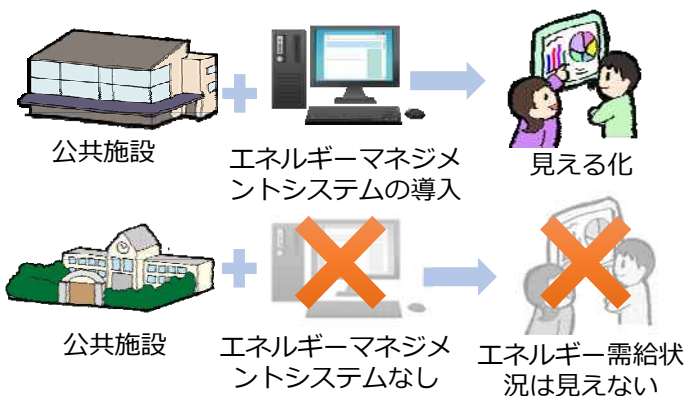 公共施設
エネルギーマネジメ
ントシステムの導入
見える化
公共施設
エネルギーマネジメ
ントシステムなし
エネルギー需給状
況は見えない